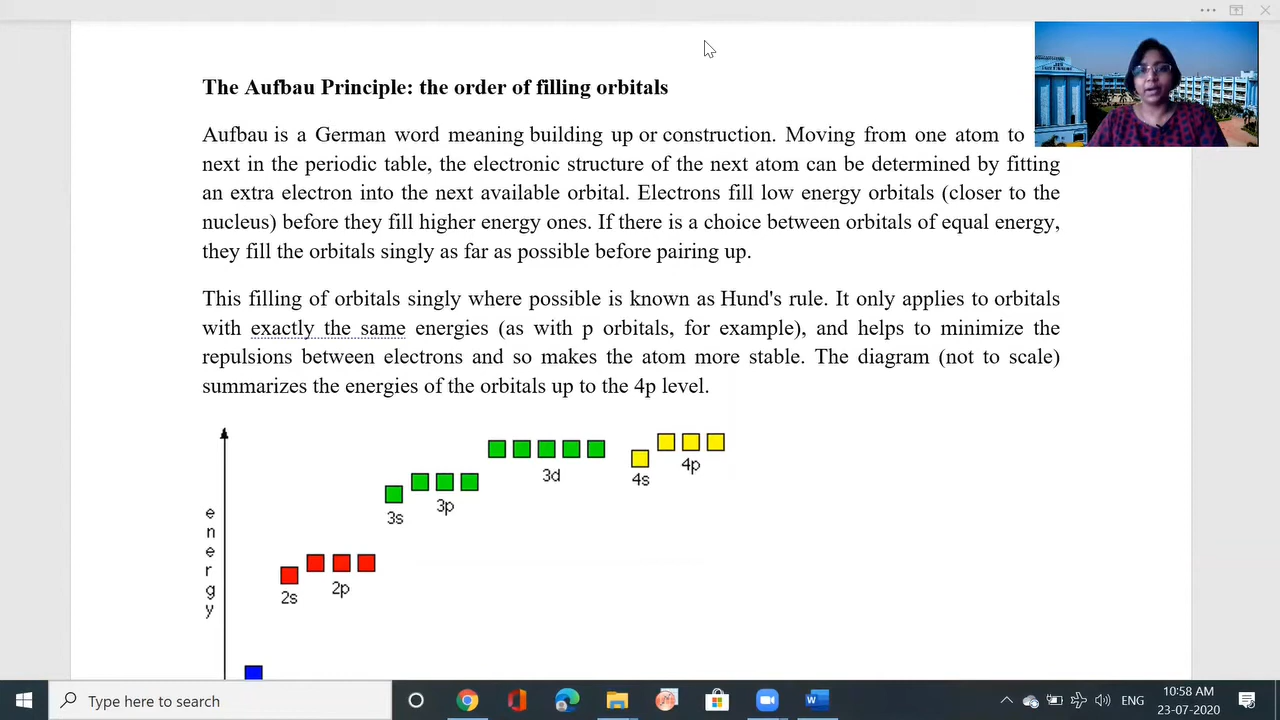 The Aufbau Principle: the order of filling orbitals
Aufbau is a German word meaning building up or construction. Moving from one atom to
next in the periodic table, the electronic structure of the next atom can be determined by fitting
an extra electron into the next available orbital. Electrons fill low energy orbitals (closer to the
nucleus) before they fill higher energy ones. If there is a choice between orbitals of equal energy,
they fill the orbitals singly as far as possible before pairing up.
This filling of orbitals singly where possible is known as Hund's rule. It only applies to orbitals
with exactly the same energies (as with p orbitals, for example), and helps to minimize the
repulsions between electrons and so makes the atom more stable. The diagram (not to scale)
summarizes the energies of the orbitals up to the 4p level.
energy
3d
4s
4p
3s
3p
2s
2p
Type here to search
ENG
10:58 AM
23-07-2020